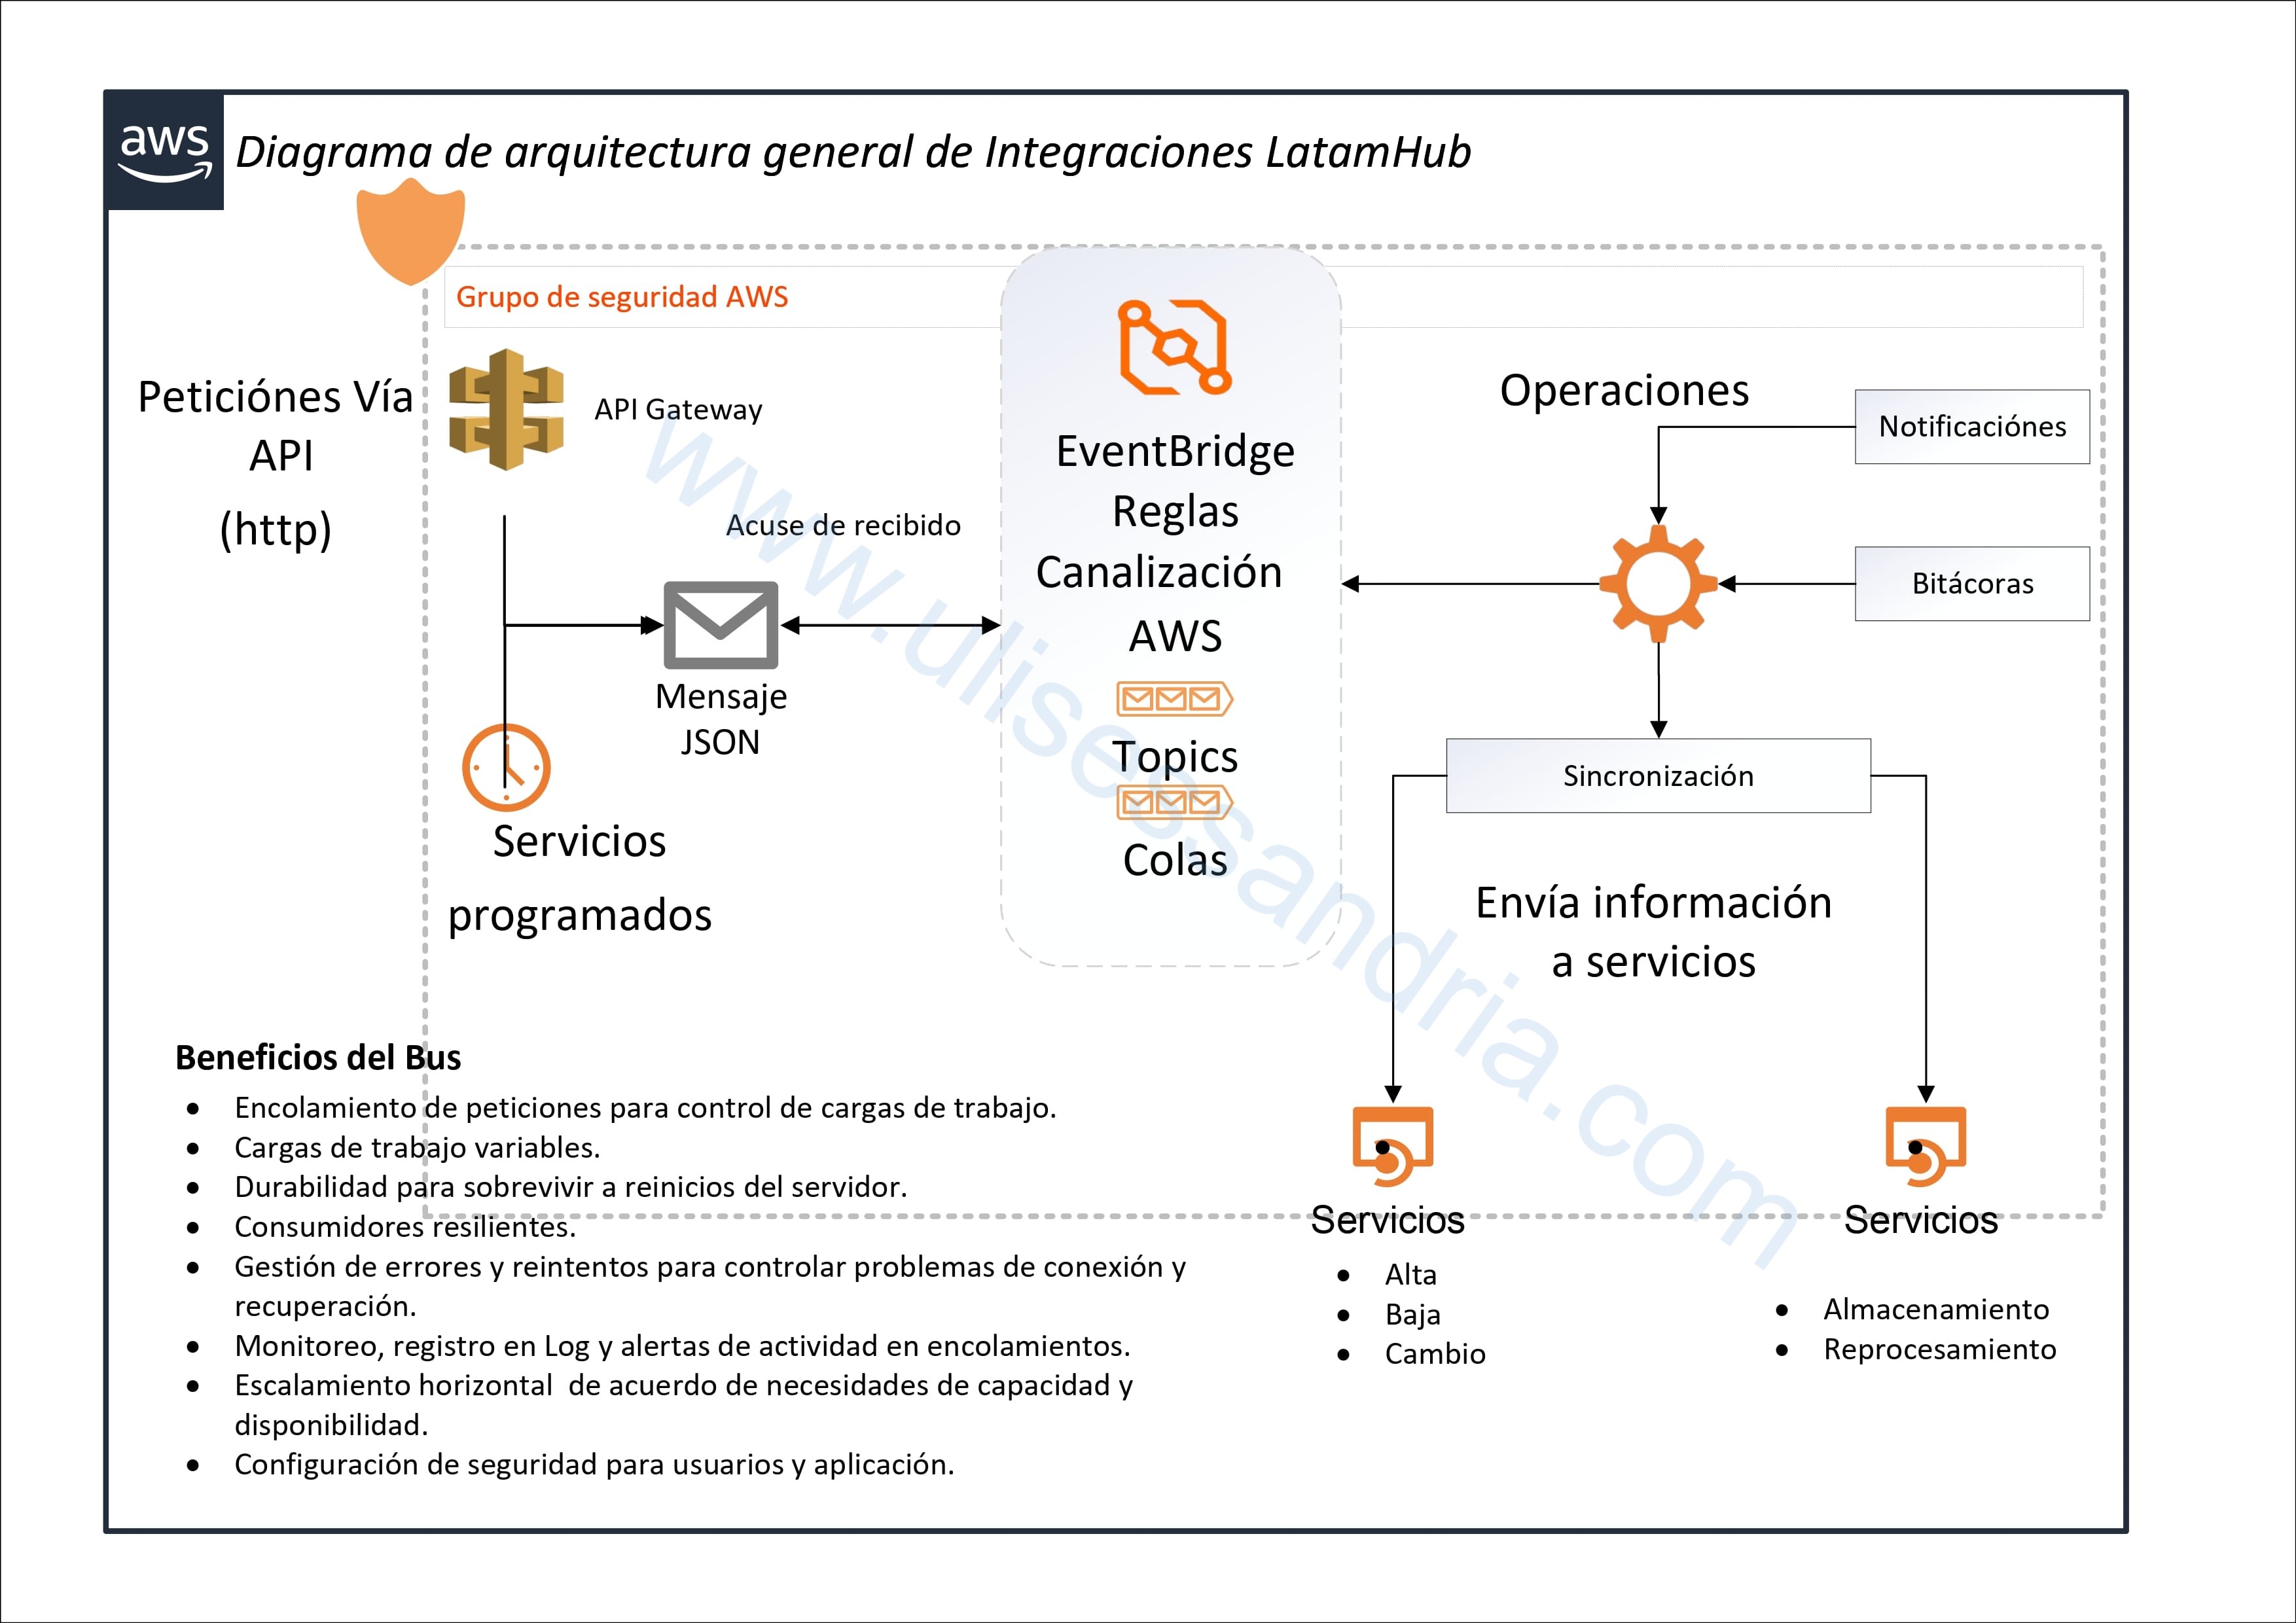 aws
Diagrama de arquitectura general de Integraciones LatamHub
Grupo de seguridad AWS
Peticiónes Vía
API
(http)
API Gateway
Acuse de recibido
Mensaje
JSON
Servicios
programados
EventBridge
Reglas
Canalización
AWS
Topics
Colas
Operaciones
Notificaciónes
Bitácoras
Sincronización
Envía información
a servicios
Servicios
• Alta
• Baja
• Cambio
Servicios
• Almacenamiento
• Reprocesamiento
Beneficios del Bus
• Encolamiento de peticiones para control de cargas de trabajo.
• Cargas de trabajo variables.
• Durabilidad para sobrevivir a reinicios del servidor.
• Consumidores resilientes.
• Gestión de errores y reintentos para controlar problemas de conexión y
recuperación.
• Monitoreo, registro en Log y alertas de actividad en encolamientos.
• Escalamiento horizontal  de acuerdo de necesidades de capacidad y
disponibilidad.
• Configuración de seguridad para usuarios y aplicación.
www.ulisessandria.com